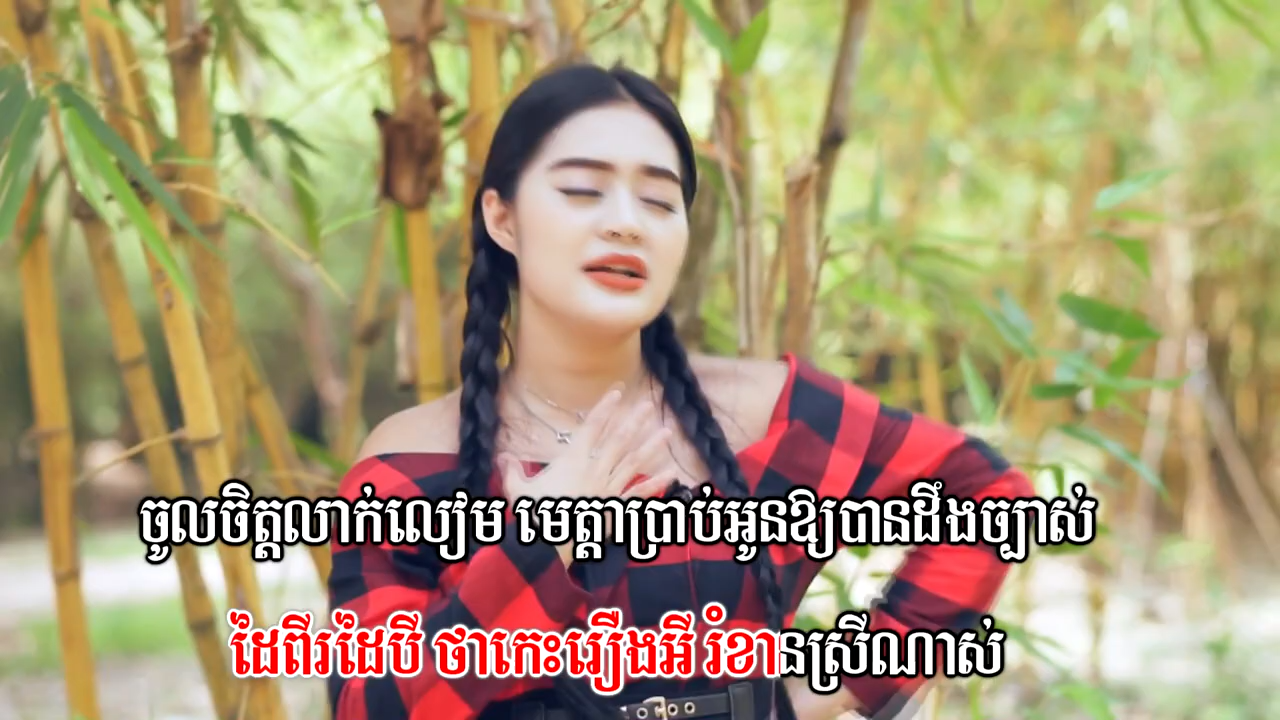 ចូលចិត្តលាក់លៀម មេត្តាប្រាប់អូនឱ្យបានដឹងច្បាស់
ដៃពីរដៃបី ថាកេះរឿងអី រំខានស្រីណាស់